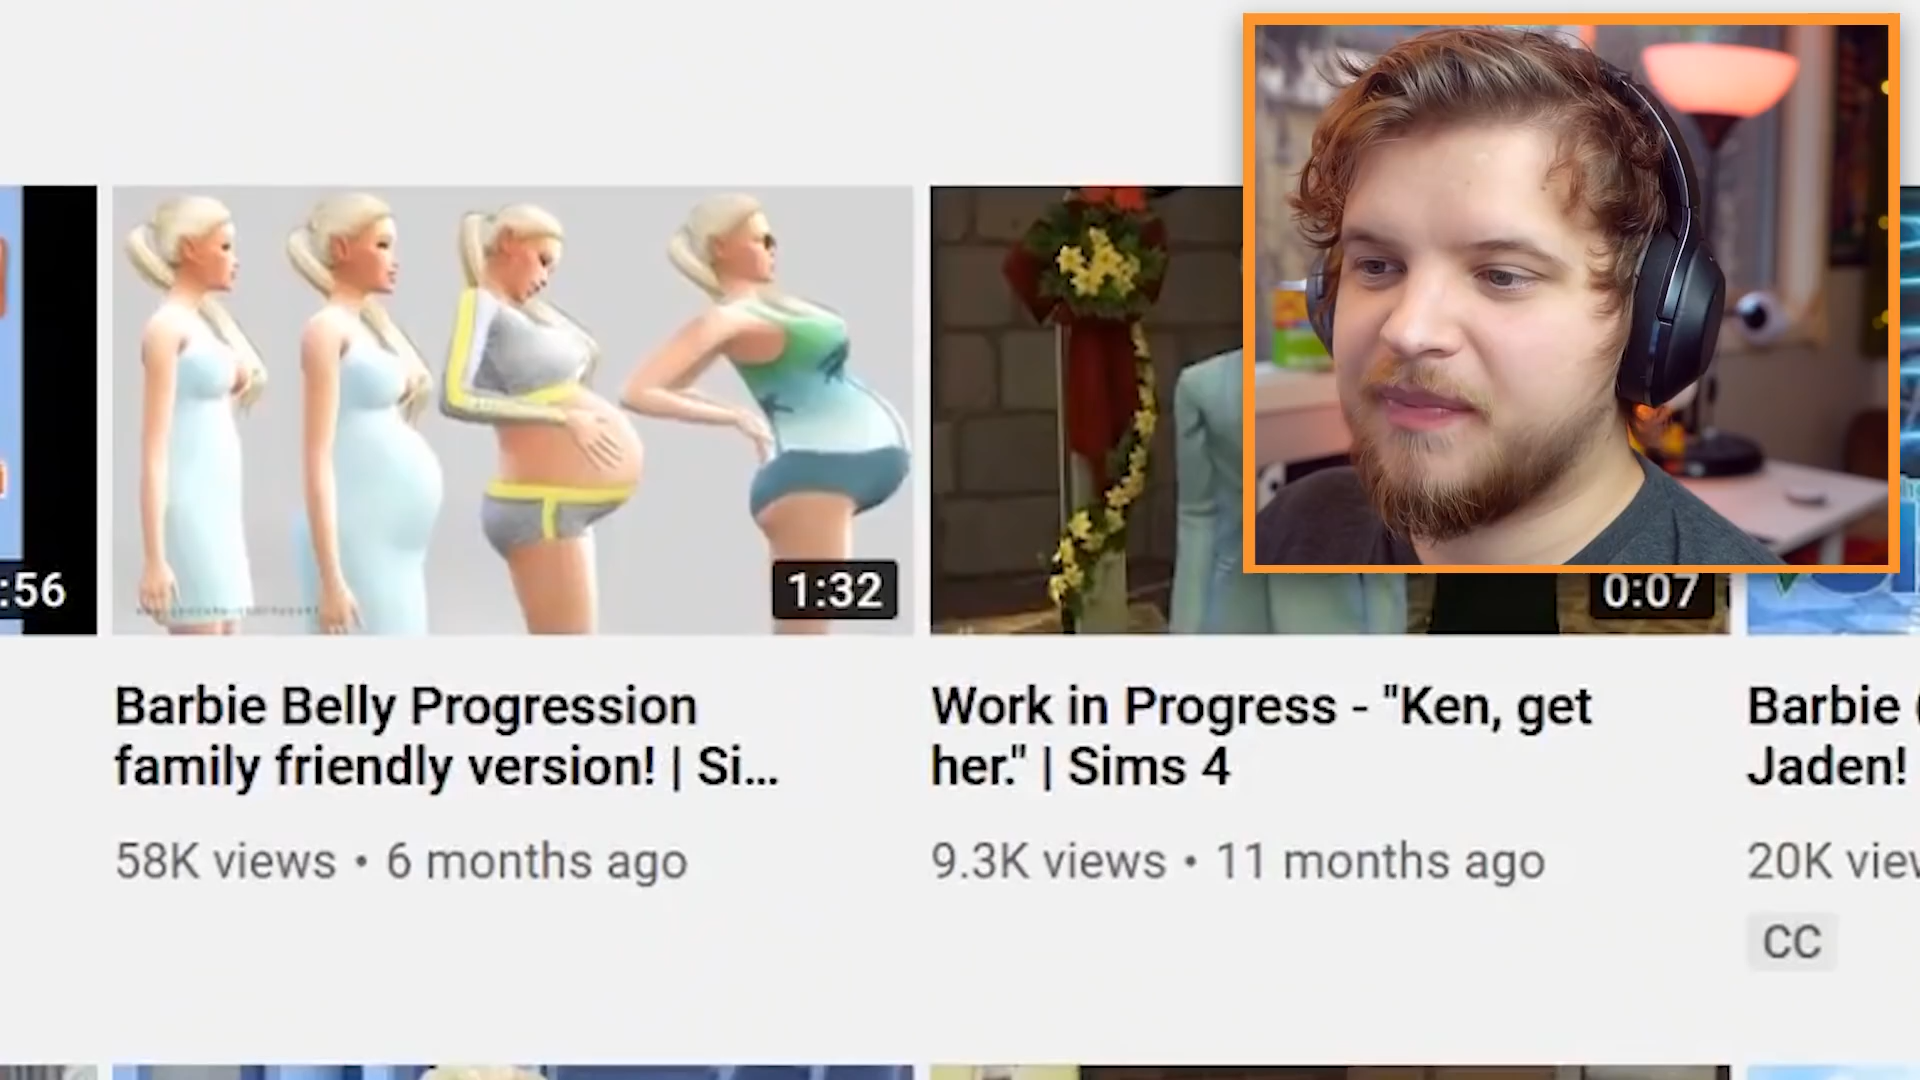 :56
1:32
0:07
Barbie Belly Progression
family friendly version! | Si...
58K views • 6 months ago
Work in Progress - "Ken, get
her." | Sims 4
9.3K views • 11 months ago
Barbie
Jaden!
20K
CC